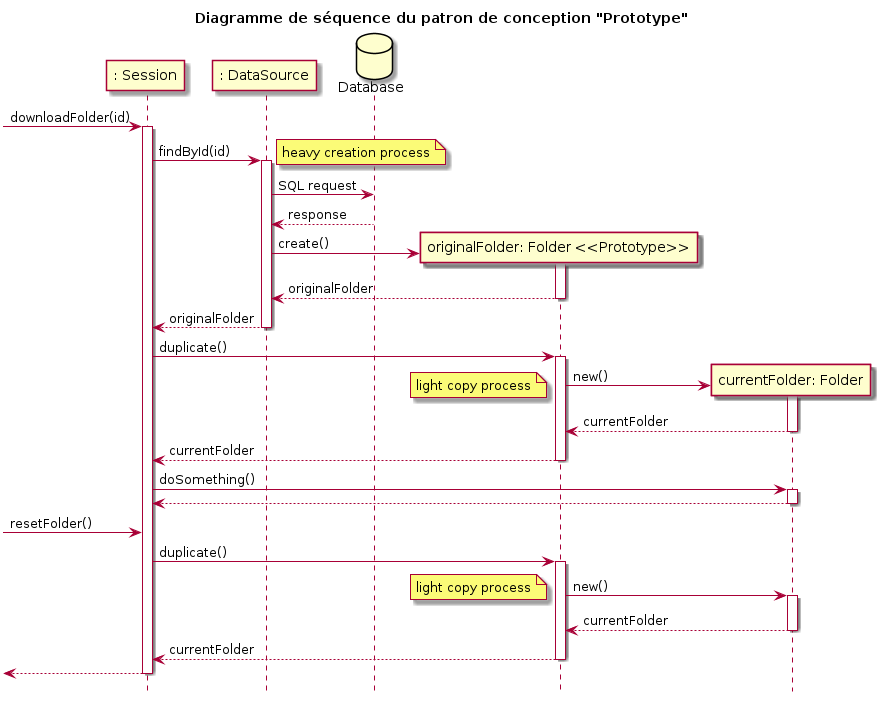 Diagramme de séquence du patron de conception "Prototype"
: Session
: DataSource
Database
downloadFolder(id)
findById(id)
heavy creation process
SQL request
response
create()
originalFolder: Folder <<Prototype>>
originalFolder
originalFolder
duplicate()
currentFolder: Folder
light copy process
new()
currentFolder
currentFolder
doSomething()
resetFolder()
duplicate()
light copy process
new()
currentFolder
currentFolder